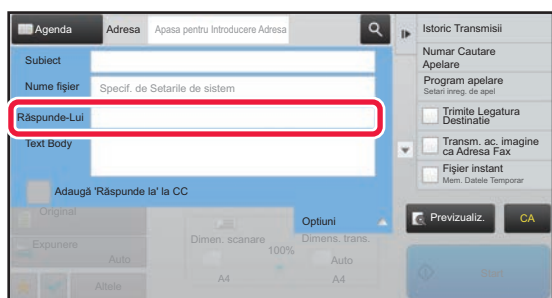 Agenda
Adresa
Apasa pentru Introducere Adresa
Istoric Transmisii
Subiect
Numar Cautare
Apelare
Nume fişier
Specif. de Setarile de sistem
Program apelare
Setari inreg. de apel
Răspunde-Lui
Trimite Legatura
Destinatie
Text Body
Transm. ac. imagine
ca Adresa Fax
Fişier instant
Mem. Datele Temporar
Adaugă 'Răspunde la' la CC
Original
Optiuni
Previzualiz.
CA
Expunere
Auto
Dimen. scanare
100%
Dimens. trans.
Auto
A4
A4
Altele
Start